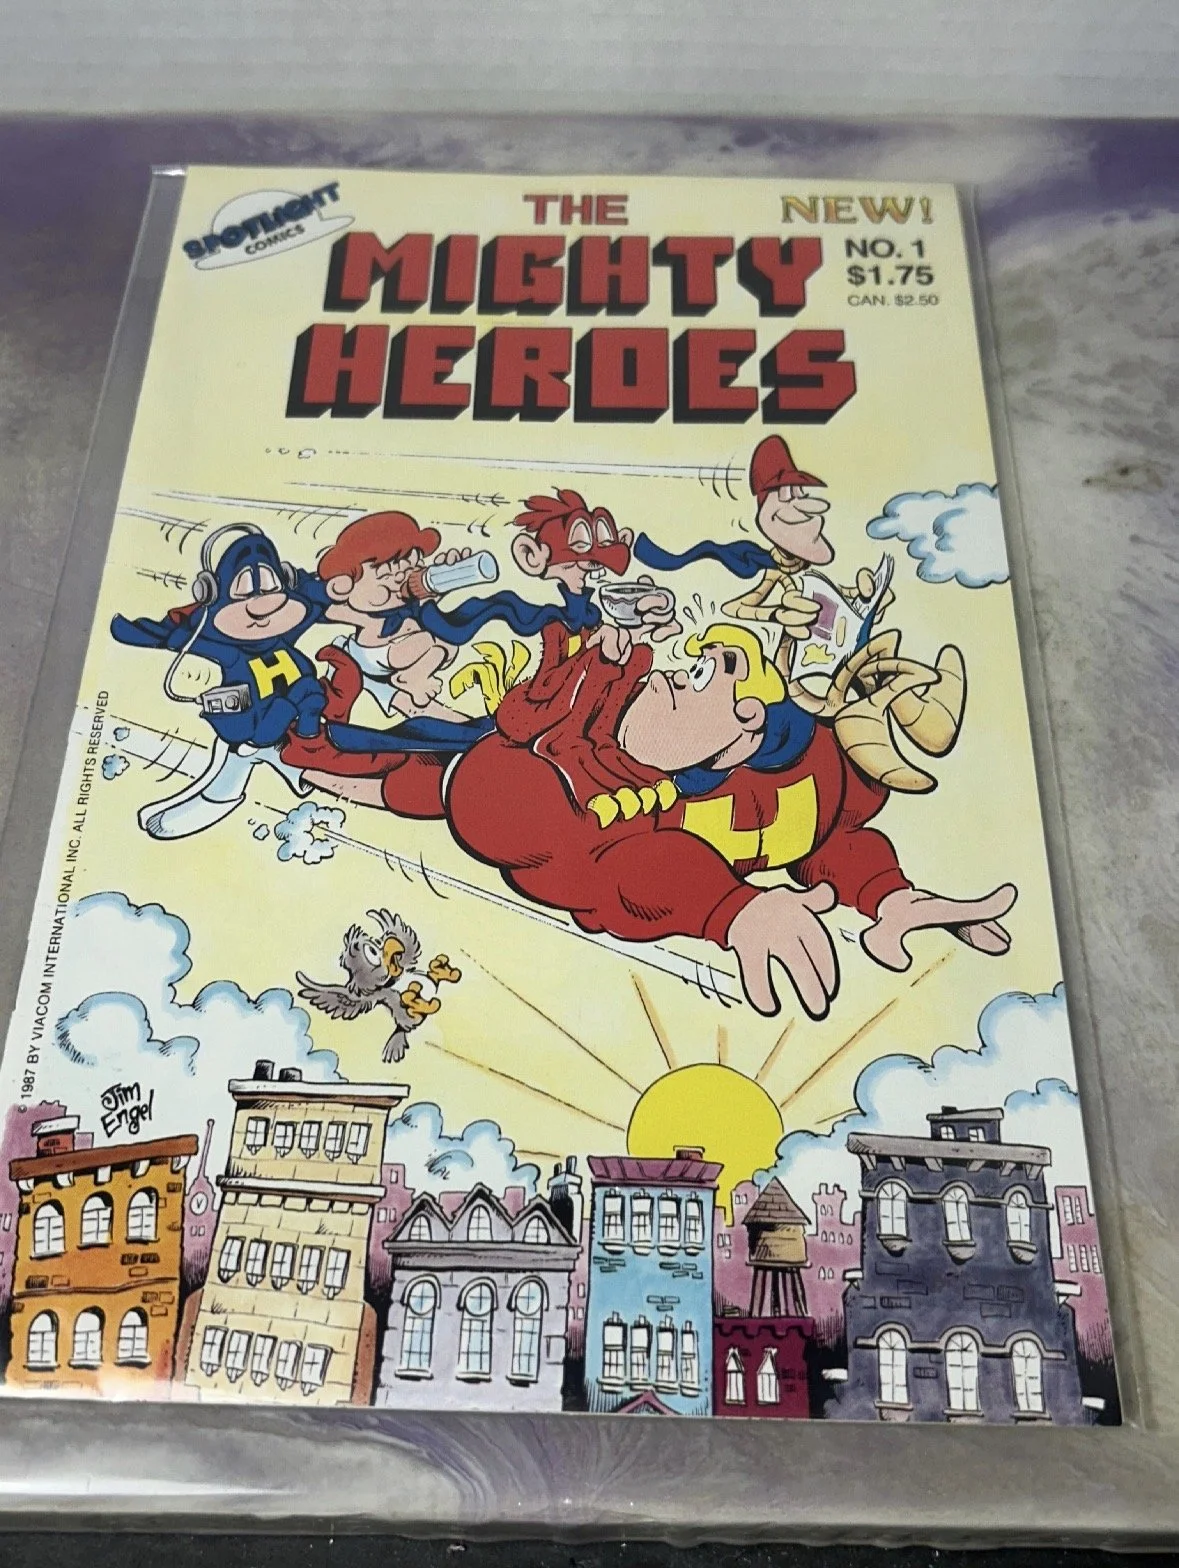 SPOTLIGHT
COMICS
THE
MIGHTY
HEROES
NEW!
NO. 1
$1.75
CAN. $2.50
H
© 1987 BY VIACOM INTERNATIONAL INC. ALL RIGHTS RESERVED
Jim
Engel